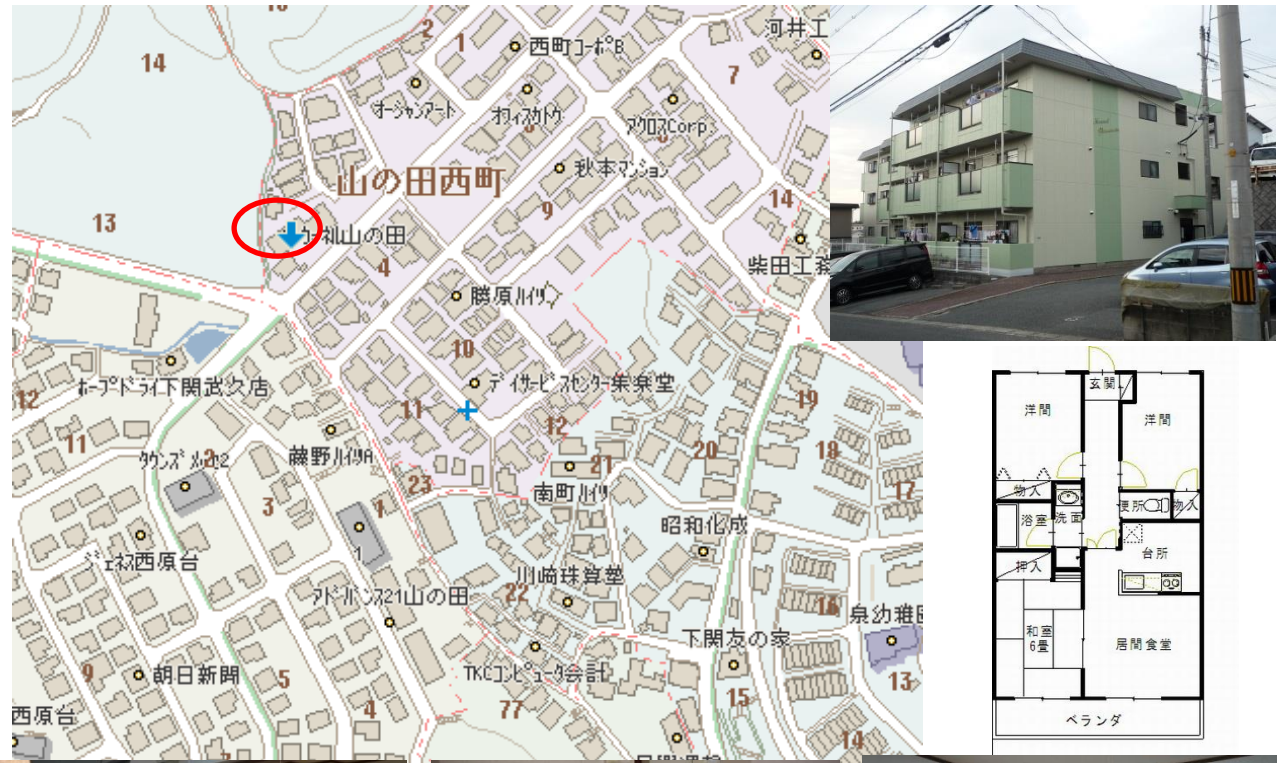 14
2
1
西町コーポB
河井工
7
オーシャンアート
オフィスカトウ
アクロスCorp.
山の田西町
秋本マンション
9
14
13
山の田
4
柴田工務
勝原ハイツ
10
デイサービスセンター集楽堂
ホープドライ下関武久店
12
11
11
12
19
20
18
2
藤野ハイツA
21
17
23
南町ハイツ
3
1
昭和化成
1
ジェネス西原台
川崎珠算塾
アドバンス21山の田
22
16
泉幼稚園
下関友の家
TKCコンピュータ会計
朝日新聞
9
5
13
西原台
4
77
15
14
玄関
洋間
洋間
物入
便所
物入
浴室
洗面
台所
押入
和室
6畳
居間食堂
ベランダ